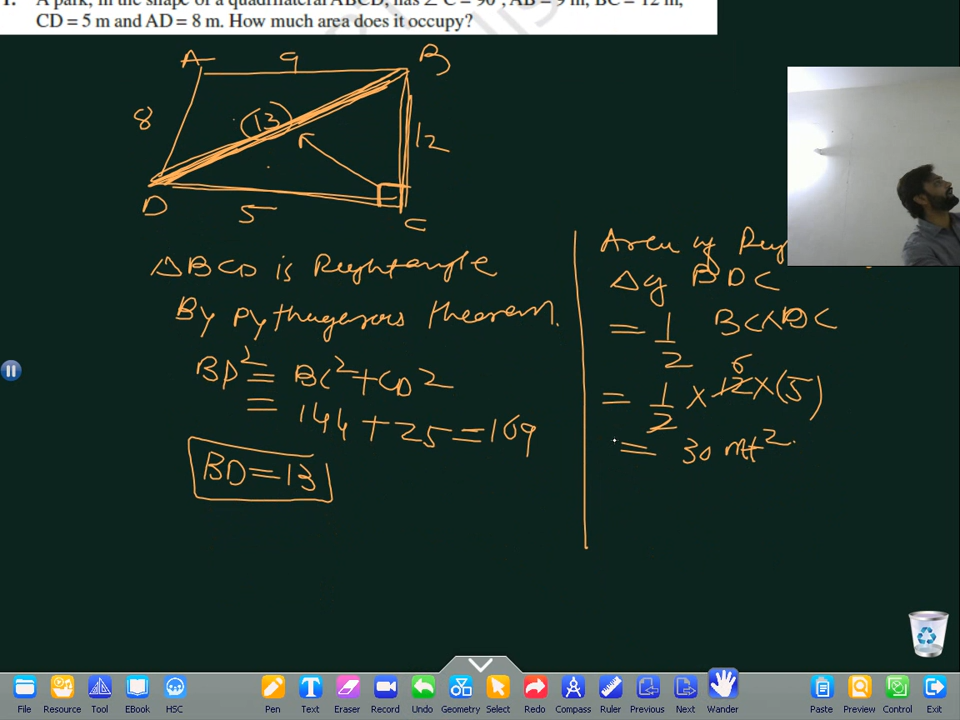 1. A park, in the shape of a quadrilateral ABCD, has ∠ C = 90°, AB = 9 m, BC = 12 m,
CD = 5 m and AD = 8 m. How much area does it occupy?
A 9 B
8 13 12
D 5 C
△BCD is Rightangle
By pythagoros theorem.
BD² = BC² + CD²
= 144 + 25 = 169
BD = 13
Area of
Δ of BDC
= 1/2 BC×DC
= 1/2 × 12 6 × (5)
= 30 mt².
File Resource Tool EBook HSC Pen Text Eraser Record Undo Geometry Select Redo Compass Ruler Previous Next Wander Paste Preview Control Exit